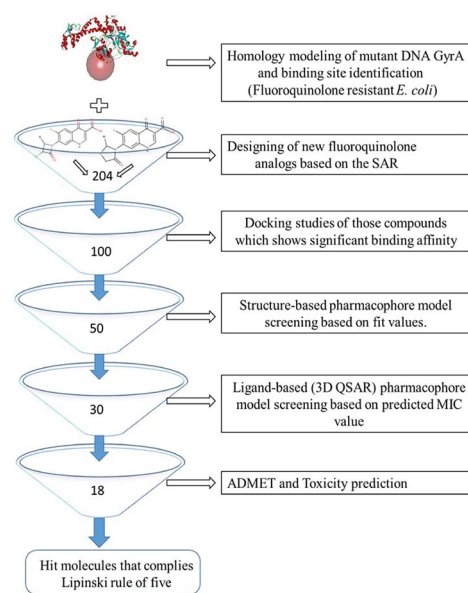 Homology modeling of mutant DNA GyrA
and binding site identification
(Fluoroquinolone resistant E. coli)
204
Designing of new fluoroquinolone
analogs based on the SAR
100
Docking studies of those compounds
which shows significant binding affinity
50
Structure-based pharmacophore model
screening based on fit values.
30
Ligand-based (3D QSAR) pharmacophore
model screening based on predicted MIC
value
18
ADMET and Toxicity prediction
Hit molecules that complies
Lipinski rule of five